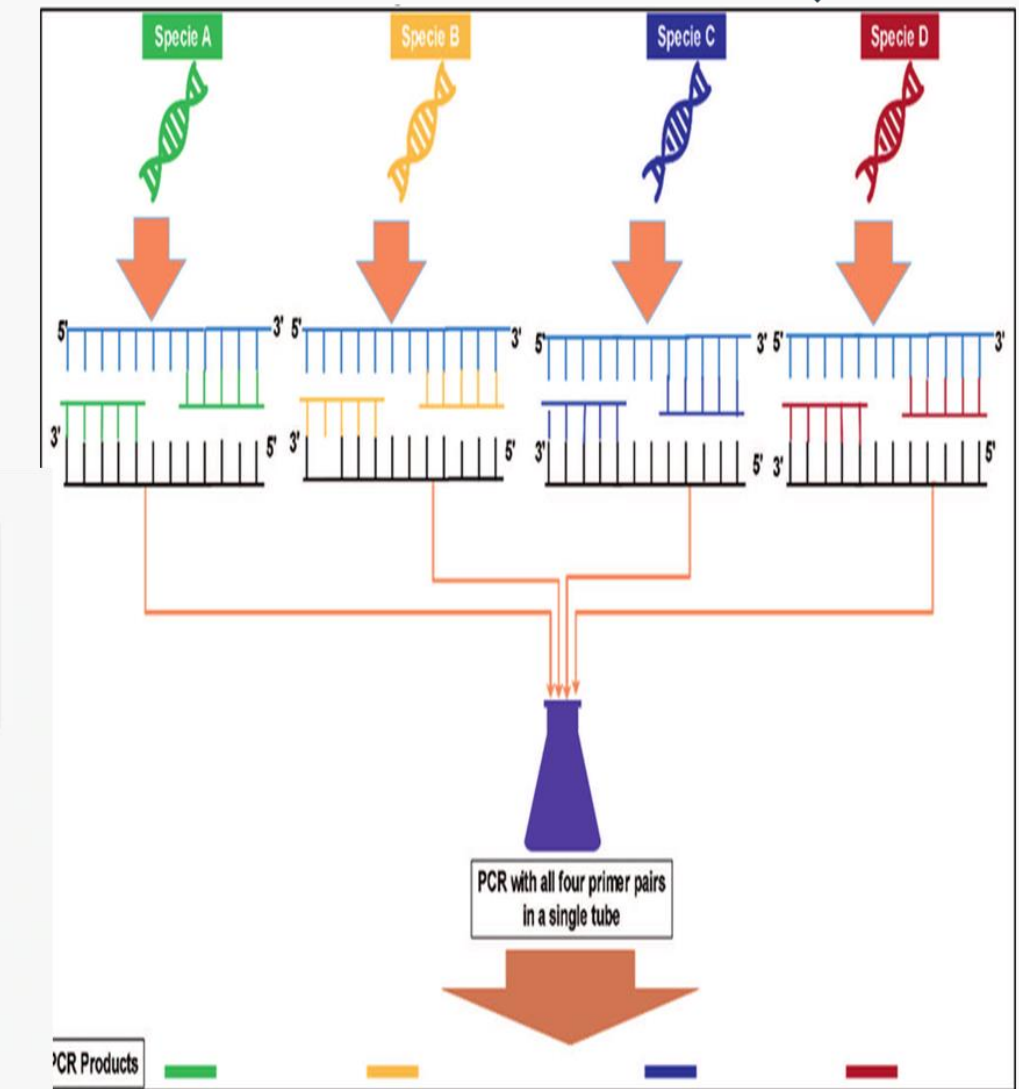 Specie A Specie B Specie C Specie D
5' 3' 5' 3' 5' 3' 5' 3'
3' 5' 3' 5' 3' 5' 3' 5'
PCR with all four primer pairs
in a single tube
PCR Products